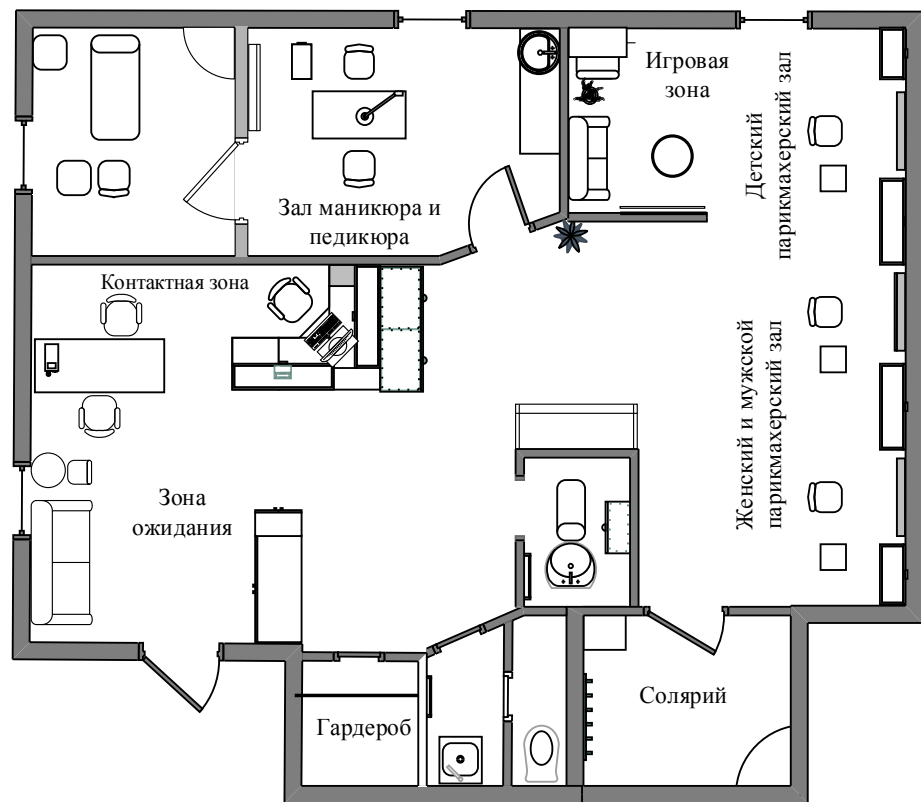 Игровая
зона
Детский
парикмахерский зал
Зал маникюра и
педикюра
Контактная зона
Женский и мужской
парикмахерский зал
Зона
ожидания
Солярий
Гардероб